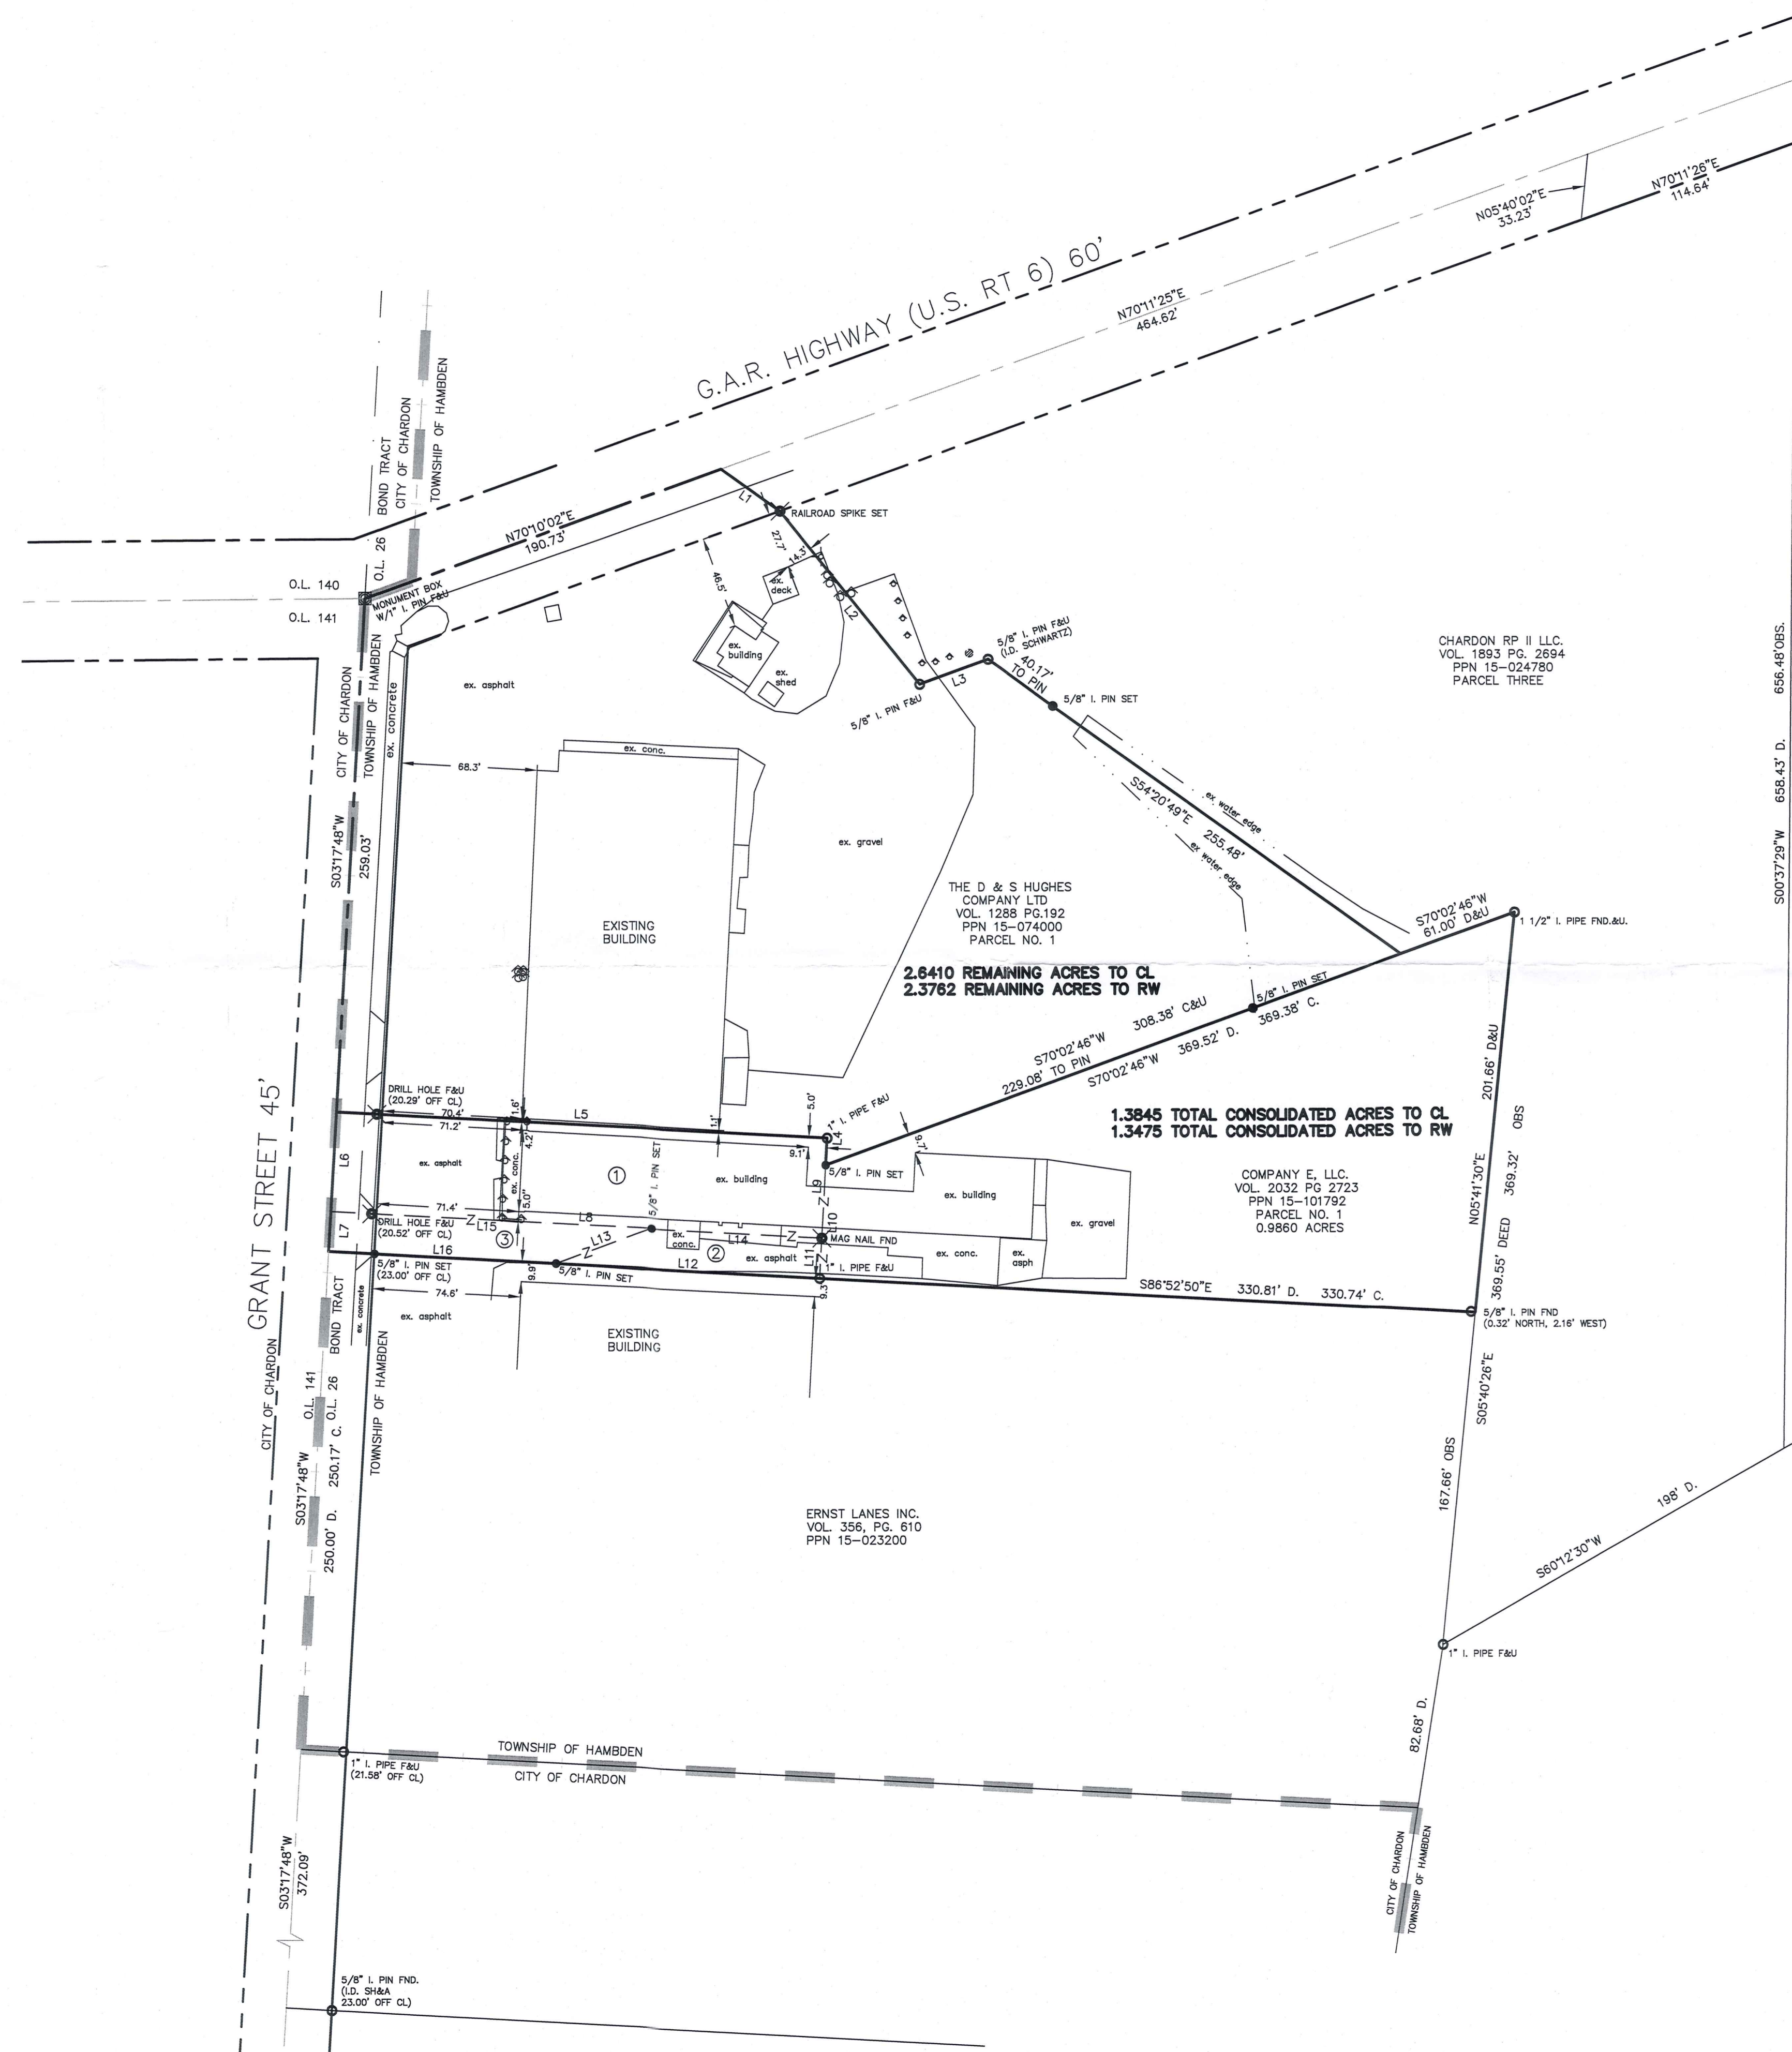 N70°11'26"E
114.64'
N05°40'02"E
33.23'
G.A.R. HIGHWAY (U.S. RT 6) 60'
N70°11'25"E
464.62'
O.L. 26 BOND TRACT
CITY OF CHARDON
TOWNSHIP OF HAMBDEN
N70°10'02"E
190.73'
L1
RAILROAD SPIKE SET
27.7'
14.3'
46.5'
ex.
deck
L2
O.L. 140
O.L. 141
MONUMENT BOX
W/1" I. PIN F&U
ex.
building
ex.
shed
5/8" I. PIN F&U
(I.D. SCHWARTZ)
L3
40.17'
TO PIN
5/8" I. PIN F&U
5/8" I. PIN SET
CHARDON RP II LLC.
VOL. 1893 PG. 2694
PPN 15-024780
PARCEL THREE
S00°37'29"W 658.43' D. 656.48'OBS.
CITY OF CHARDON
TOWNSHIP OF HAMBDEN
ex. concrete
ex. asphalt
ex. conc.
68.3'
S03°17'48"W
259.03'
ex. gravel
S54°20'49"E 255.48'
ex water edge
ex water edge
EXISTING
BUILDING
THE D & S HUGHES
COMPANY LTD
VOL. 1288 PG.192
PPN 15-074000
PARCEL NO. 1
2.6410 REMAINING ACRES TO CL
2.3762 REMAINING ACRES TO RW
S70°02'46"W
61.00' D&U
1 1/2" I. PIPE FND.&U.
5/8" I. PIN SET
S70°02'46"W 308.38' C&U
229.08' TO PIN
S70°02'46"W 369.52' D. 369.38' C.
N05°41'30"E 201.66' D&U
369.55' DEED 369.32' OBS
GRANT STREET 45'
DRILL HOLE F&U
(20.29' OFF CL)
70.4'
71.2'
1.6'
4.2'
L5
1.1'
5.0'
1" I. PIPE F&U
L4
9.1'
9.7'
5/8" I. PIN SET
1.3845 TOTAL CONSOLIDATED ACRES TO CL
1.3475 TOTAL CONSOLIDATED ACRES TO RW
L6
ex. asphalt
ex. conc.
1
5/8" I. PIN SET
ex. building
L9
ex. building
COMPANY E, LLC.
VOL. 2032 PG 2723
PPN 15-101792
PARCEL NO. 1
0.9860 ACRES
71.4'
5.0"
L7
DRILL HOLE F&U
(20.52' OFF CL)
L15
L8
L13
3
ex.
conc.
L14
2
ex. asphalt
L10
MAG NAIL FND
L11
ex. conc.
ex.
asph
ex. gravel
L16
5/8" I. PIN SET
(23.00' OFF CL)
5/8" I. PIN SET
L12
1" I. PIPE F&U
9.9'
9.3'
74.6'
S86°52'50"E 330.81' D. 330.74' C.
5/8" I. PIN FND
(0.32' NORTH, 2.16' WEST)
ex. concrete
ex. asphalt
EXISTING
BUILDING
CITY OF CHARDON
O.L. 141
O.L. 26 BOND TRACT
TOWNSHIP OF HAMBDEN
S03°17'48"W
250.00' D. 250.17' C.
S05°40'26"E
167.66' OBS
ERNST LANES INC.
VOL. 356, PG. 610
PPN 15-023200
198' D.
S60°12'30"W
1" I. PIPE F&U
82.68' D.
TOWNSHIP OF HAMBDEN
CITY OF CHARDON
1" I. PIPE F&U
(21.58' OFF CL)
CITY OF CHARDON
TOWNSHIP OF HAMBDEN
S03°17'48"W
372.09'
5/8" I. PIN FND.
(I.D. SH&A
23.00' OFF CL)